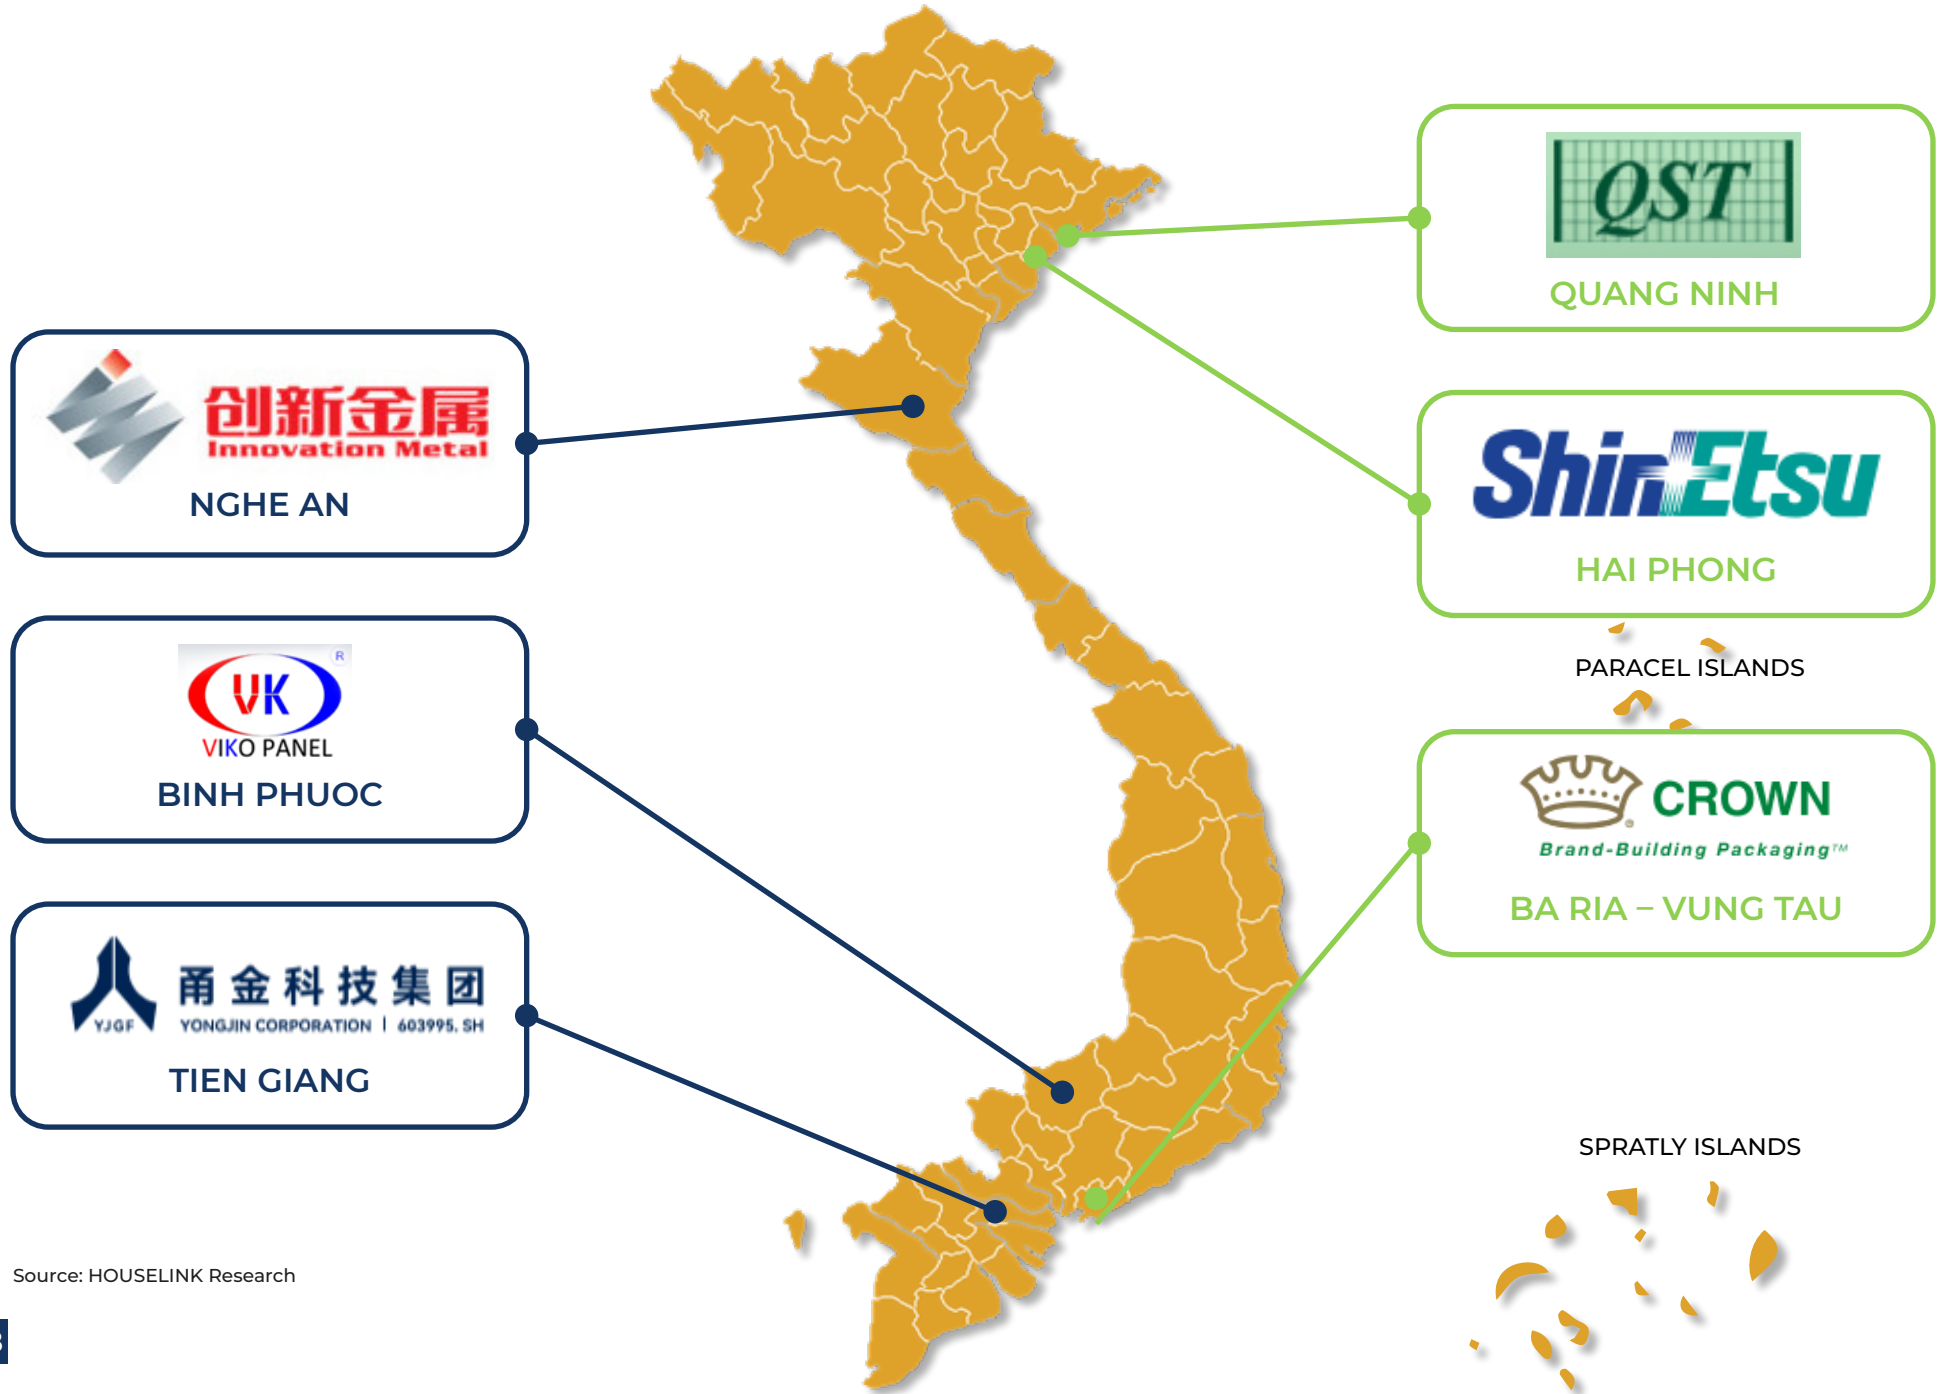 QST
QUANG NINH
创新金属
Innovation Metal
NGHE AN
Shin-Etsu
HAI PHONG
PARACEL ISLANDS
VK
®
VIKO PANEL
BINH PHUOC
CROWN
®
Brand-Building Packaging™
BA RIA – VUNG TAU
YJGF
甬金科技集团
YONGJIN CORPORATION | 603995.SH
TIEN GIANG
SPRATLY ISLANDS
Source: HOUSELINK Research